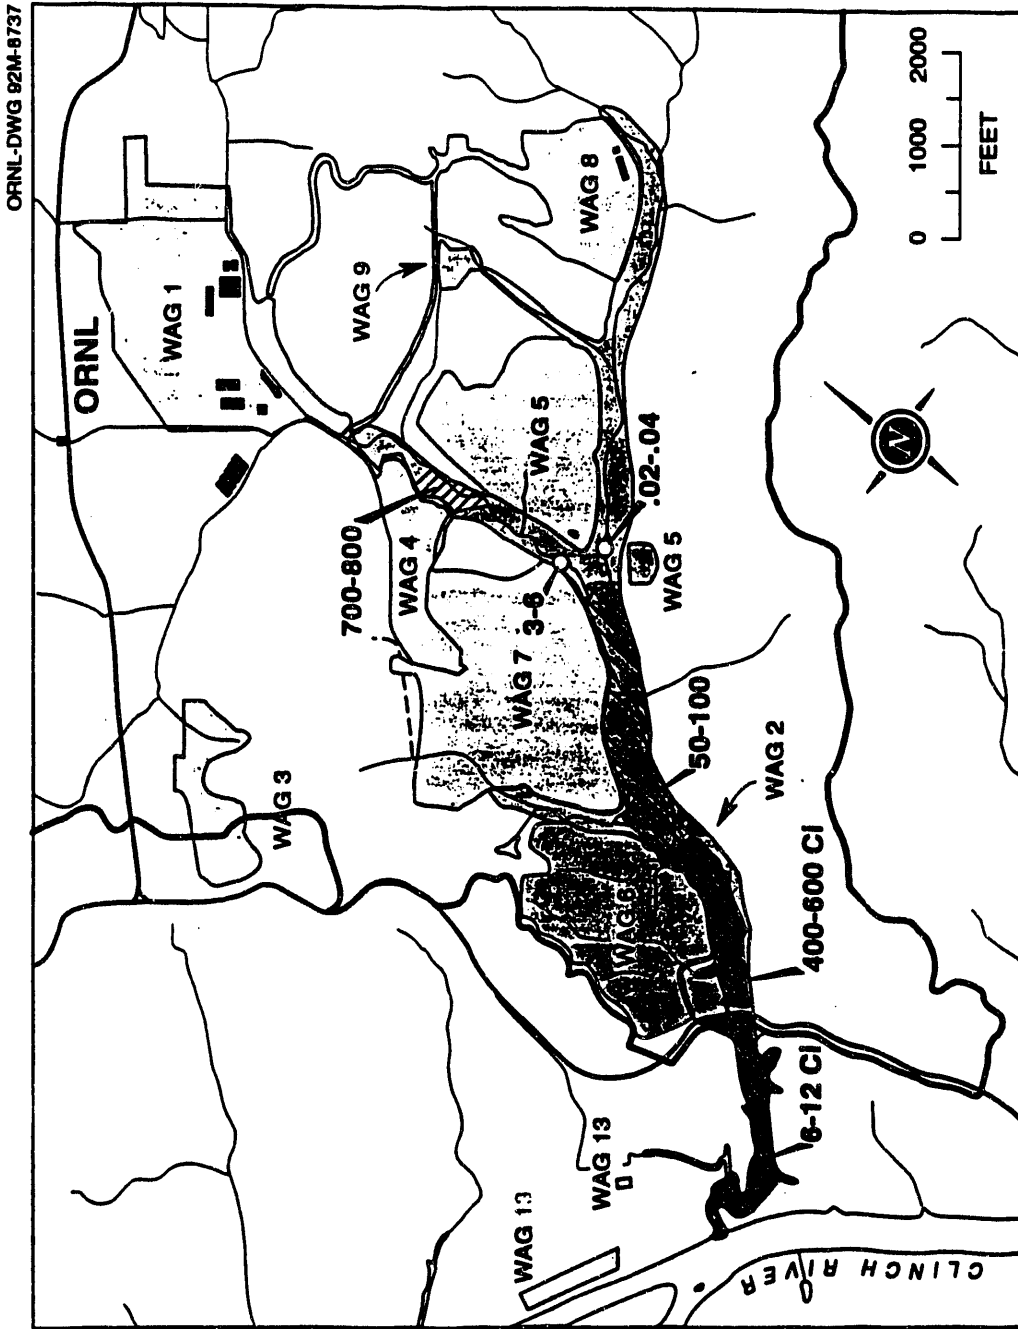 ORNL-DWG 92M-8737
ORNL
WAG 1
WAG 3
WAG 9
WAG 8
700-800
WAG 4
WAG 5
WAG 7
3-6
.02-.04
WAG 5
50-100
WAG 2
WAG 6
400-600 Ci
6-12 Ci
WAG 13
WAG 13
CLINCH RIVER
N
0 1000 2000
FEET